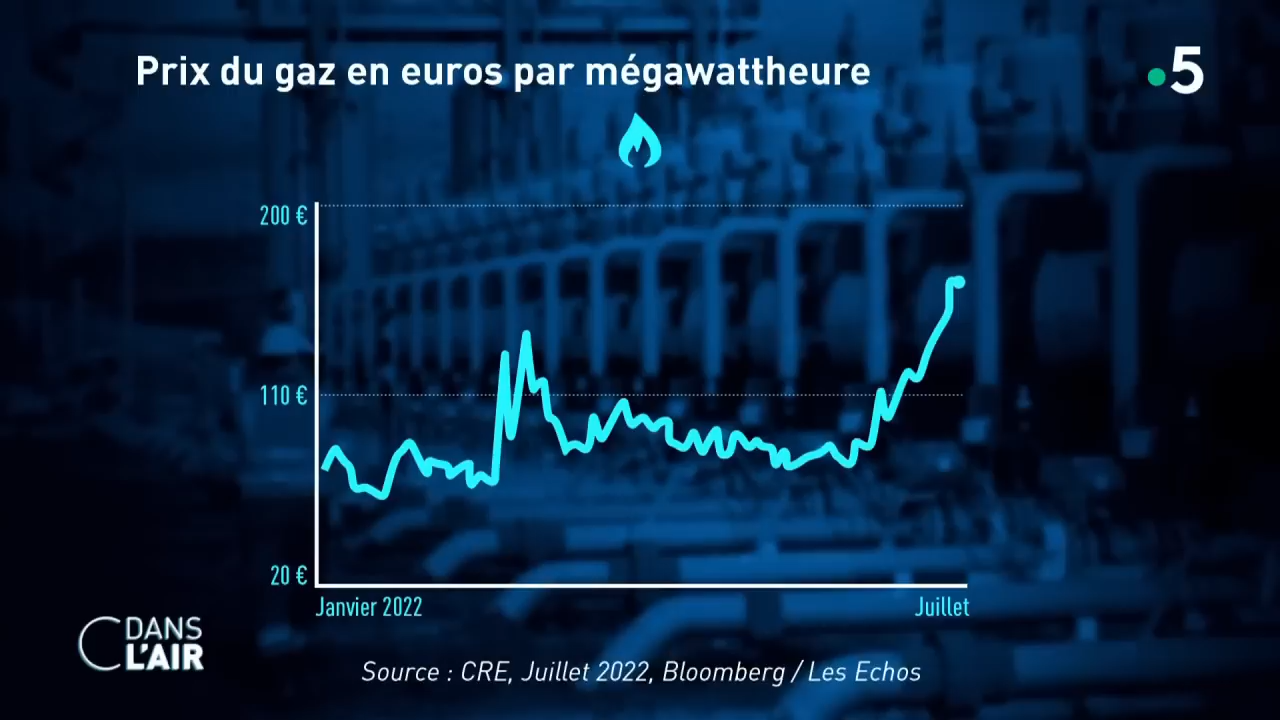 Prix du gaz en euros par mégawattheure
5
200 €
110 €
20 €
Janvier 2022
Juillet
C DANS
L'AIR
Source : CRE, Juillet 2022, Bloomberg / Les Echos